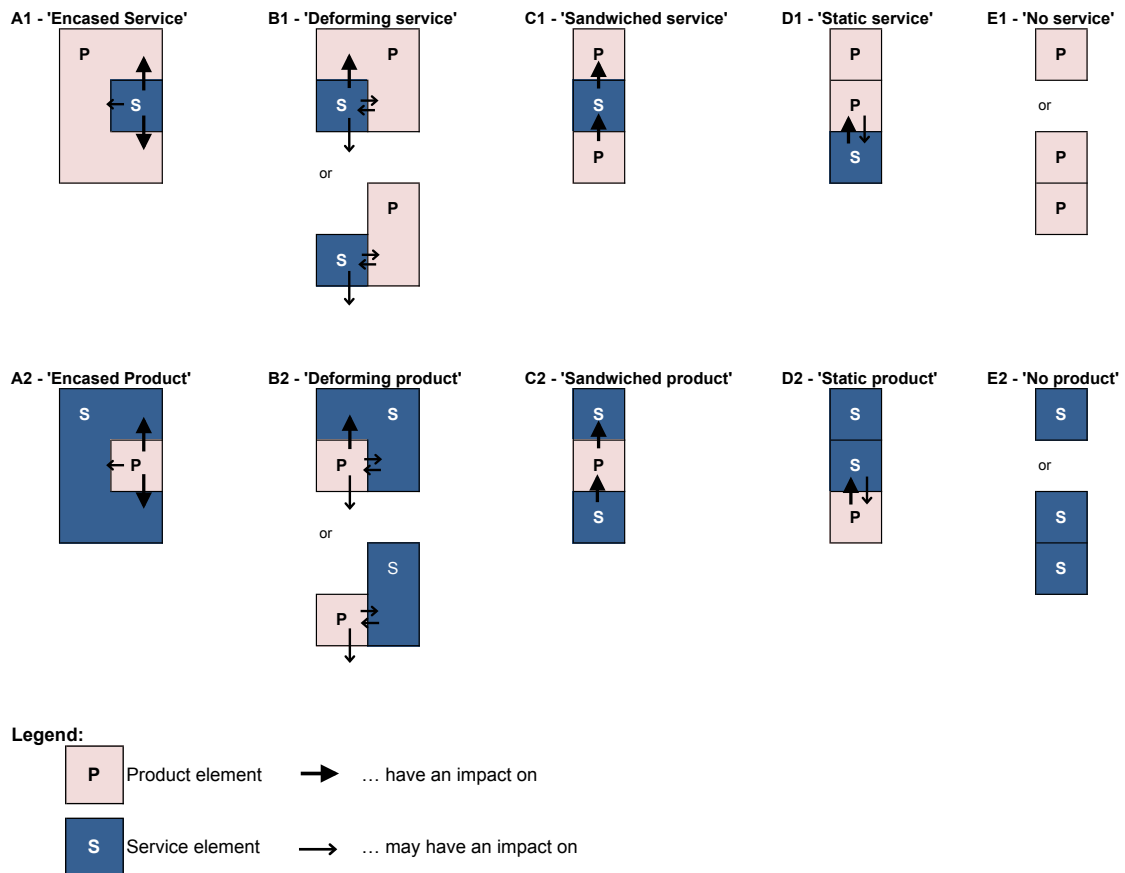 A1 - 'Encased Service' B1 - 'Deforming service' C1 - 'Sandwiched service' D1 - 'Static service' E1 - 'No service'
P P P P P P
S S S P or
P P S P
or P
P
S
A2 - 'Encased Product' B2 - 'Deforming product' C2 - 'Sandwiched product' D2 - 'Static product' E2 - 'No product'
S S S S S
P P P S or
S P S
or
S S
P
Legend:
P Product element … have an impact on
S Service element … may have an impact on